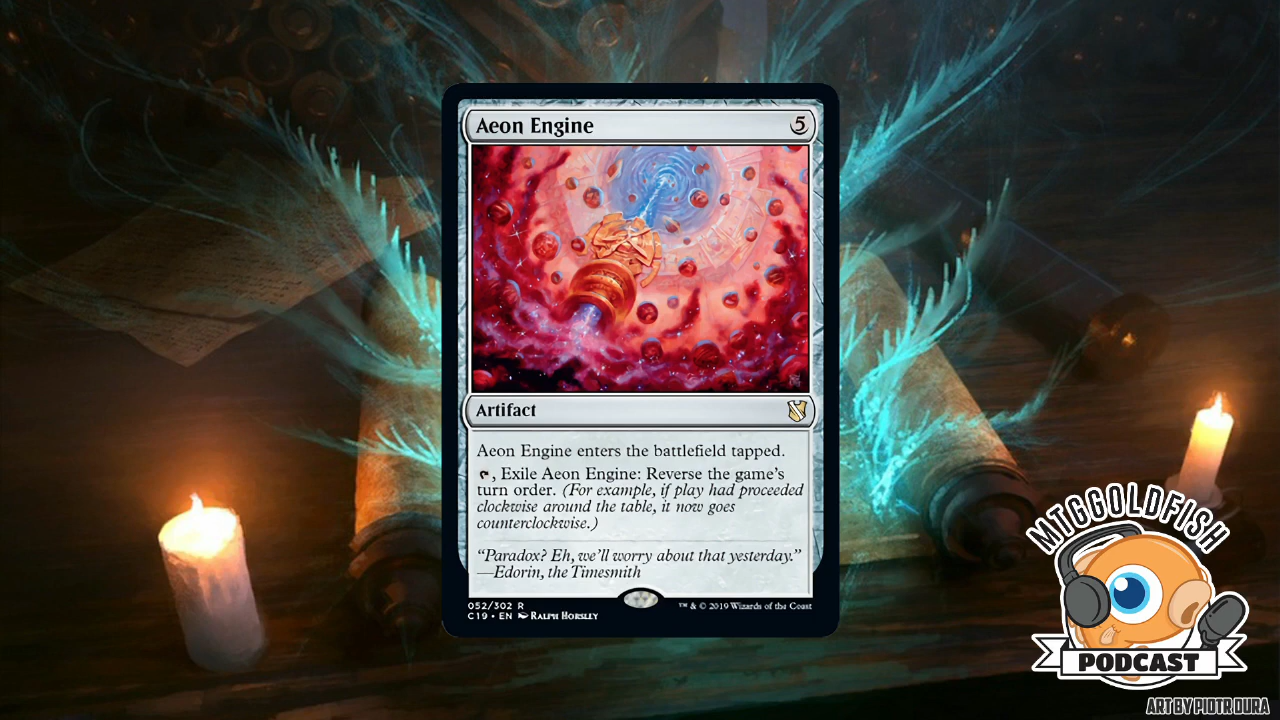 Aeon Engine 5
Artifact
Aeon Engine enters the battlefield tapped.
, Exile Aeon Engine: Reverse the game's
turn order. (For example, if play had proceeded
clockwise around the table, it now goes
counterclockwise.)
“Paradox? Eh, we'll worry about that yesterday.”
—Edorin, the Timesmith
052/302 R
C19 • EN RALPH HORSLEY
™ & © 2019 Wizards of the Coast
MTGGOLDFISH
PODCAST
ART BY PIOTR DURA